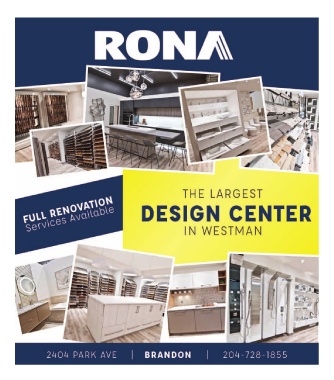 RONA
THE LARGEST
DESIGN CENTER
IN WESTMAN
FULL RENOVATION
Services Available
2404 PARK AVE | BRANDON | 204-728-1855